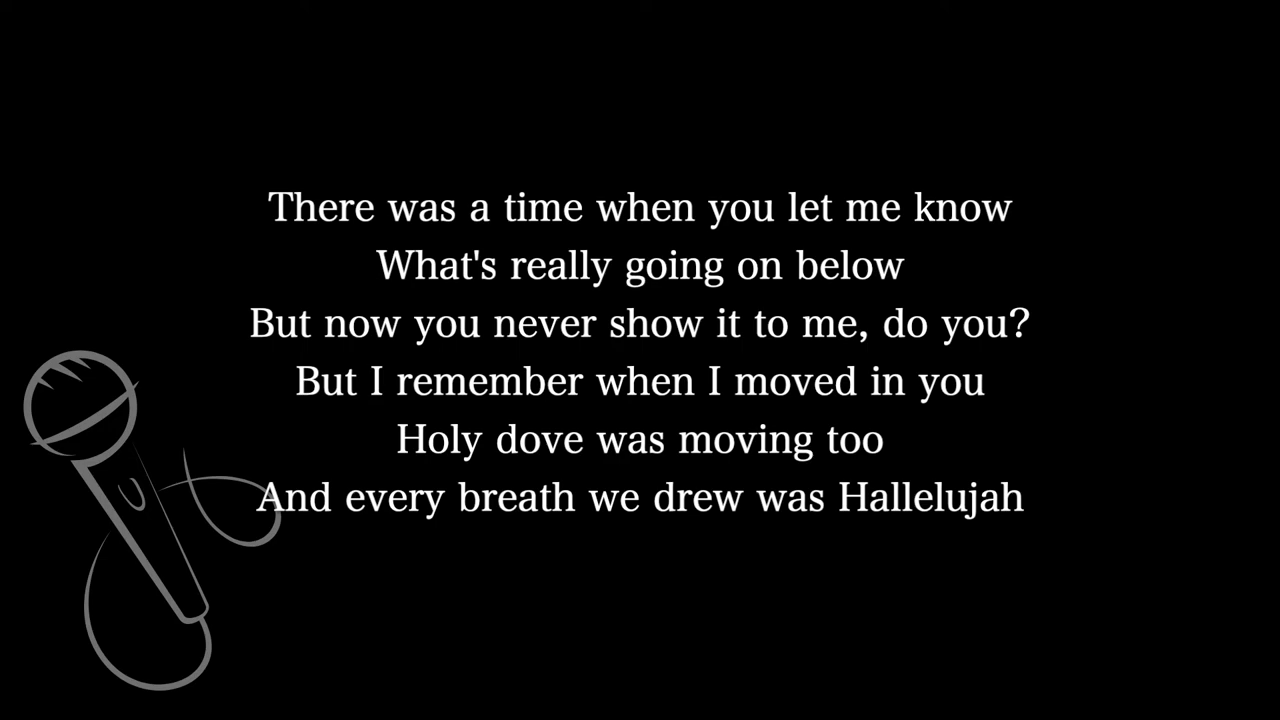 There was a time when you let me know
What's really going on below
But now you never show it to me, do you?
But I remember when I moved in you
Holy dove was moving too
And every breath we drew was Hallelujah